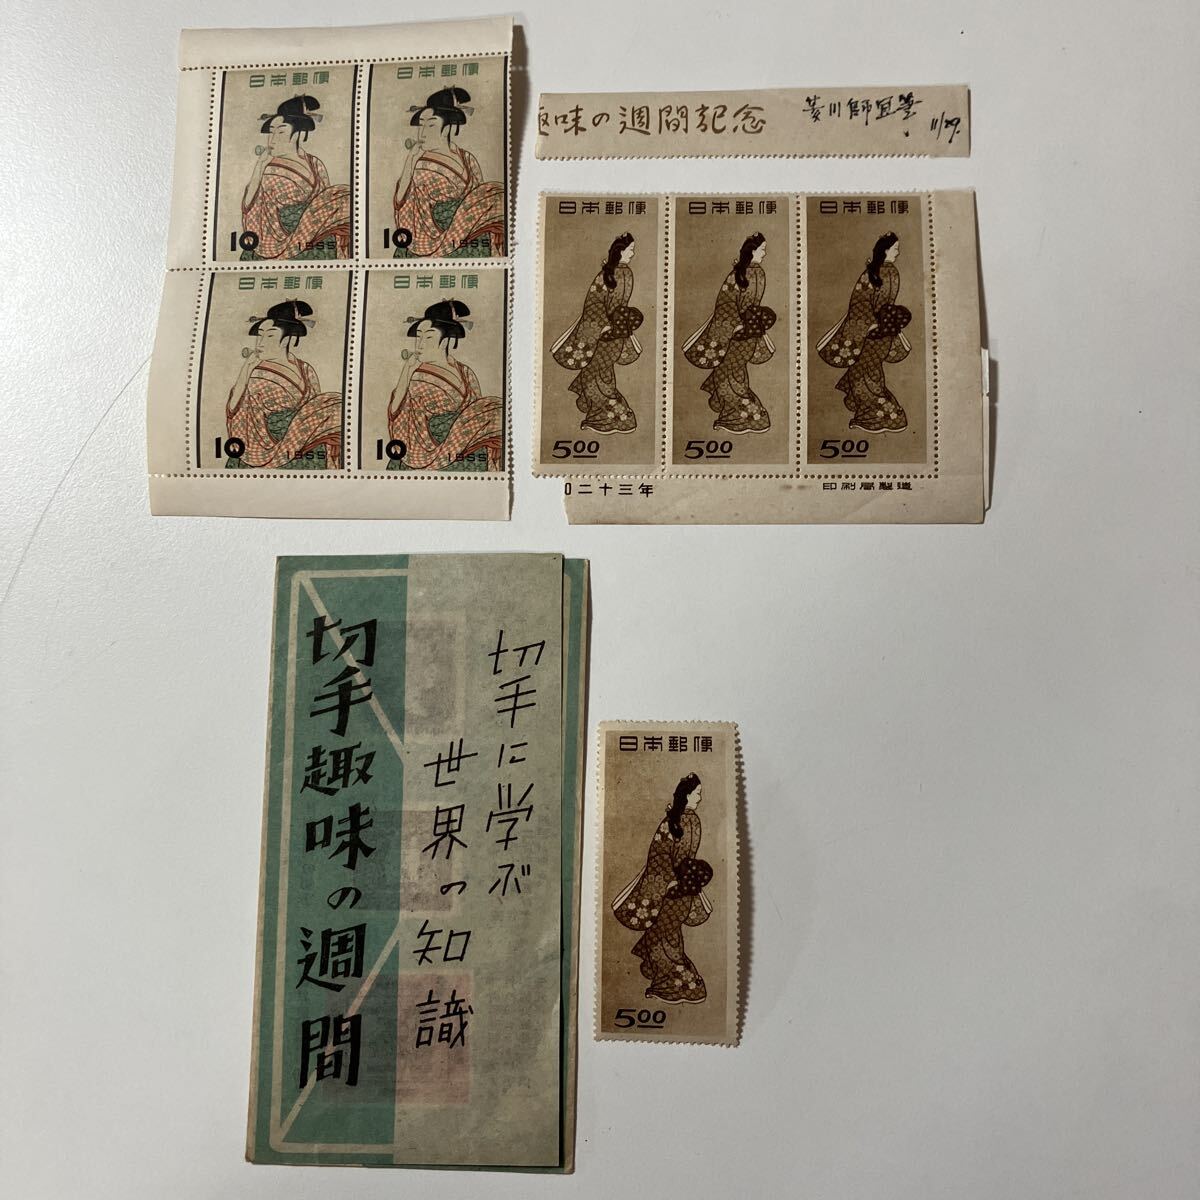 日本郵便
10
1955
日本郵便
10
1955
日本郵便
10
1955
日本郵便
10
1955
趣味の週間記念
菱川師宣筆
11/29.
日本郵便
5.00
日本郵便
5.00
日本郵便
5.00
和二十三年
印刷局製造
切手に学ぶ
世界の知識
切手趣味の週間
日本郵便
5.00